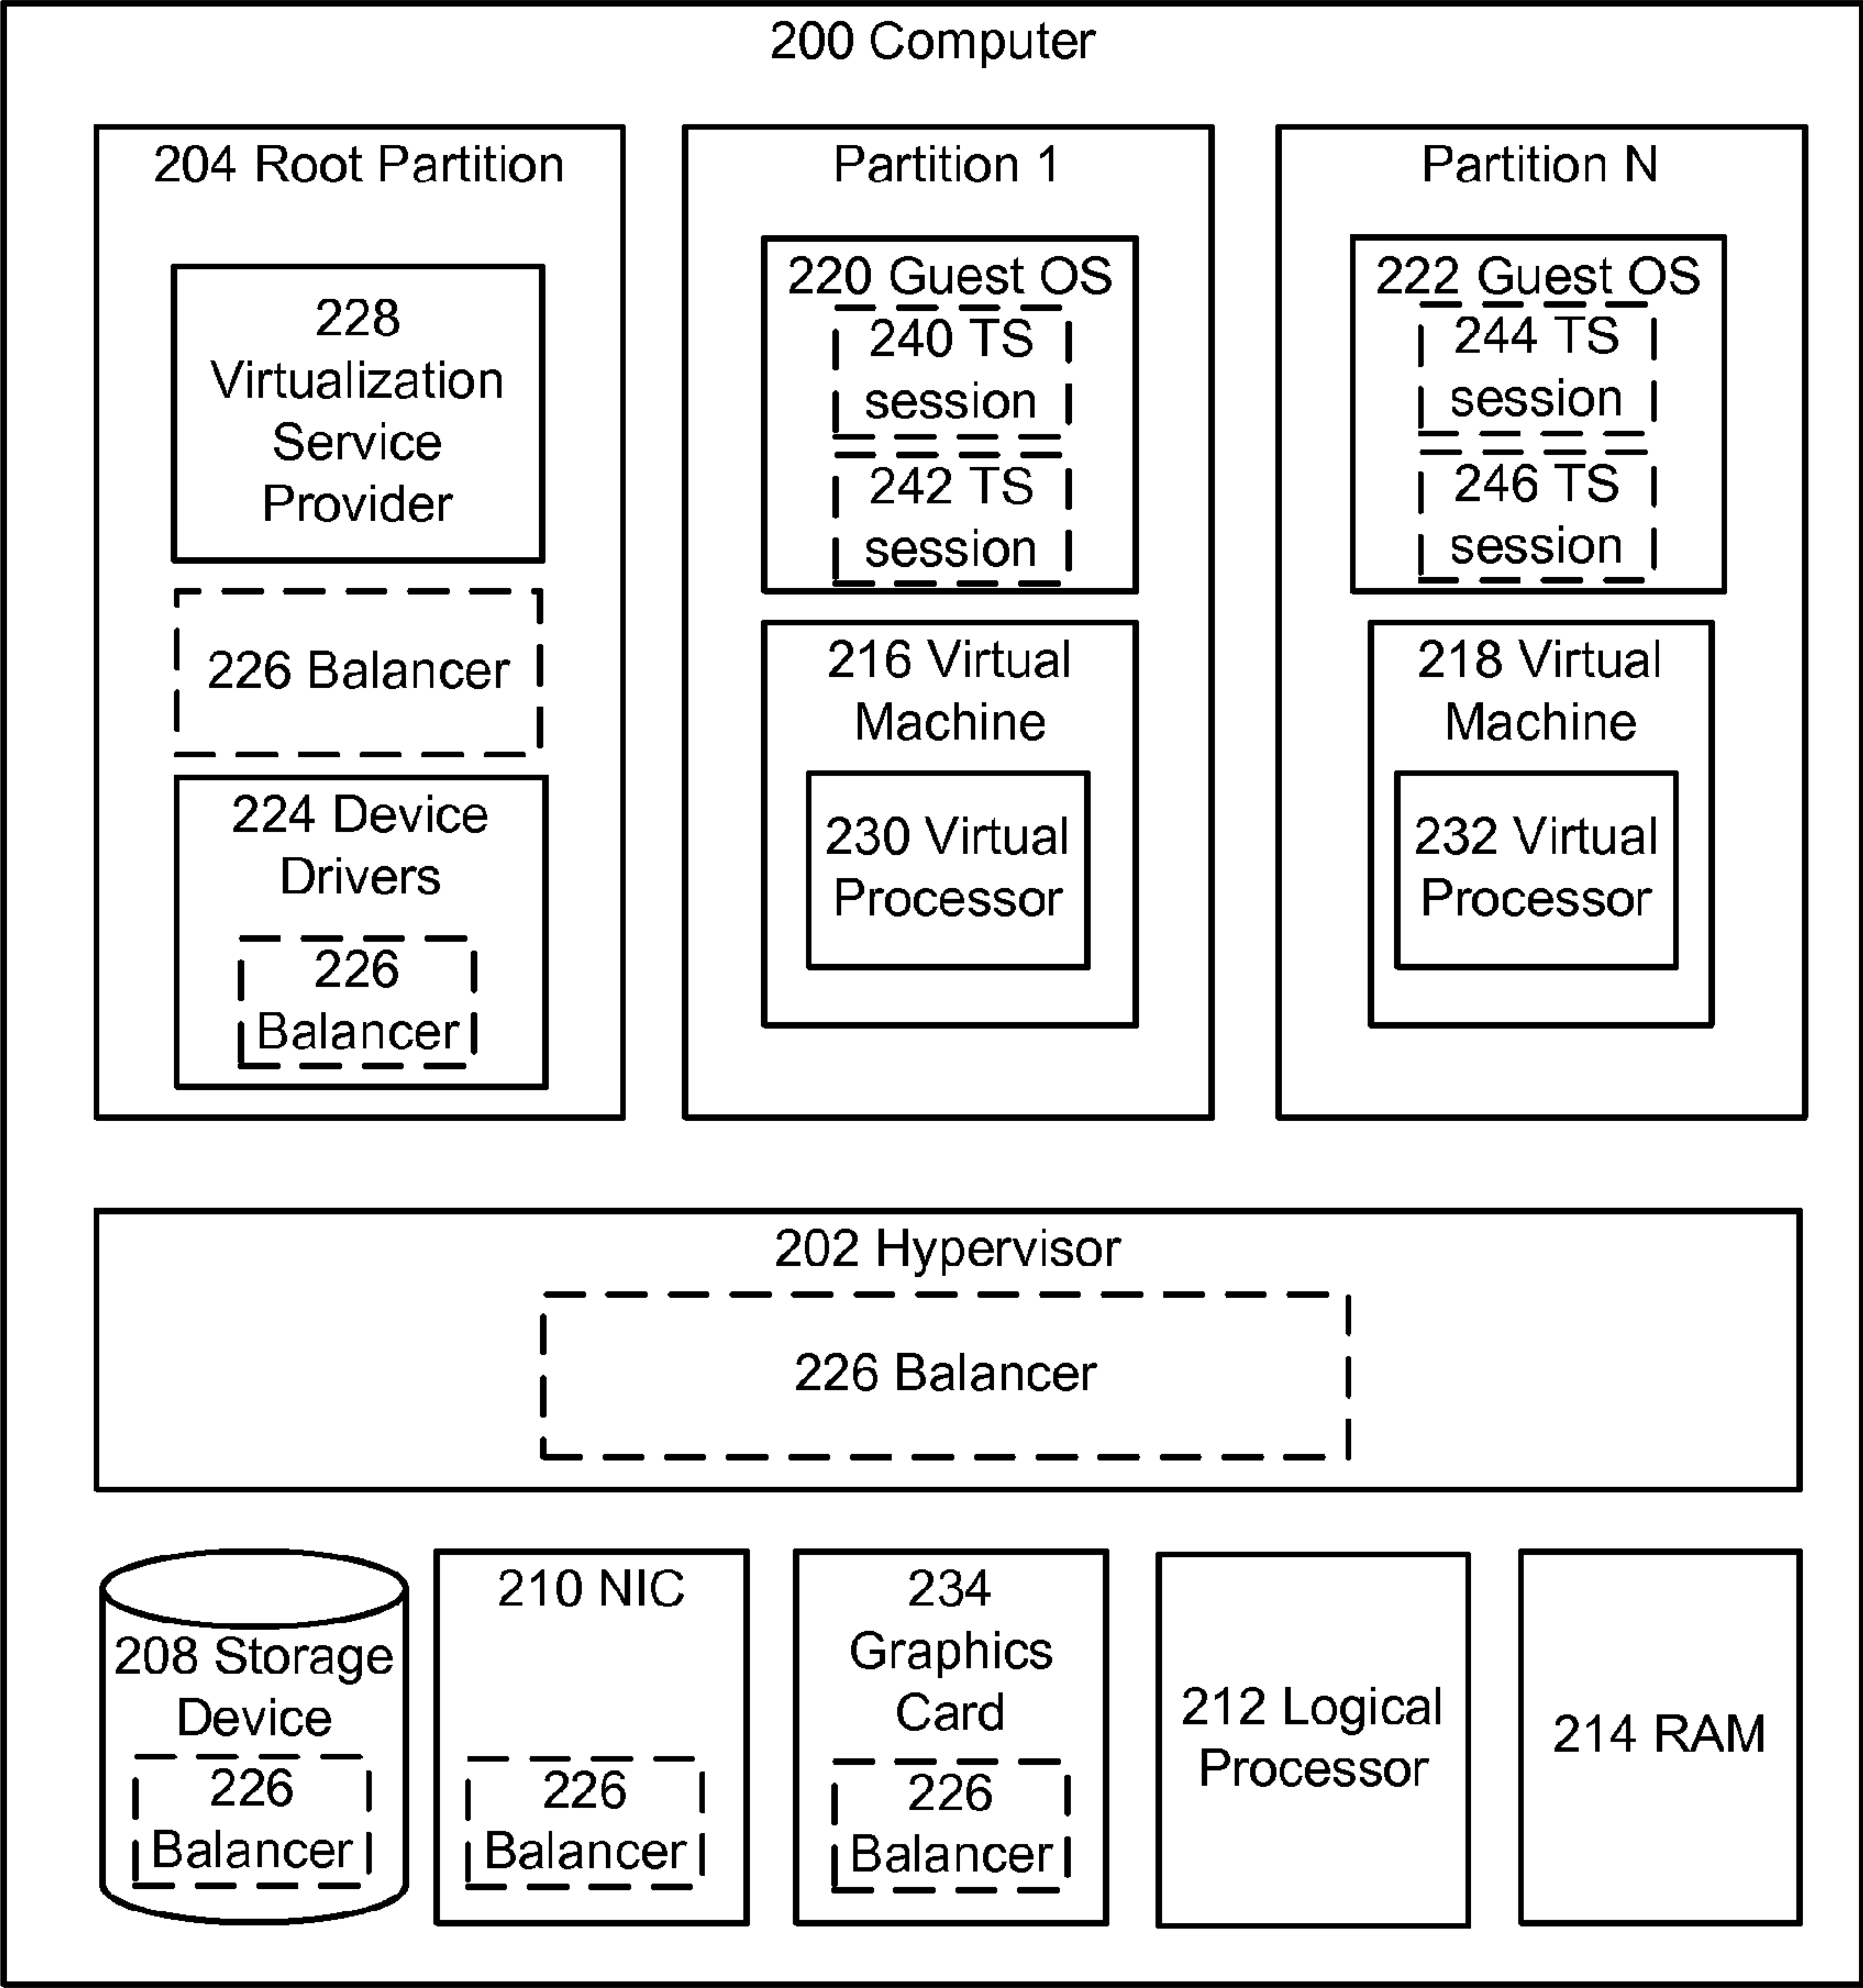 200 Computer
204 Root Partition
228
Virtualization
Service
Provider
226 Balancer
224 Device
Drivers
226
Balancer
Partition 1
220 Guest OS
240 TS
session
242 TS
session
216 Virtual
Machine
230 Virtual
Processor
Partition N
222 Guest OS
244 TS
session
246 TS
session
218 Virtual
Machine
232 Virtual
Processor
202 Hypervisor
226 Balancer
208 Storage
Device
226
Balancer
210 NIC
226
Balancer
234
Graphics
Card
226
Balancer
212 Logical
Processor
214 RAM